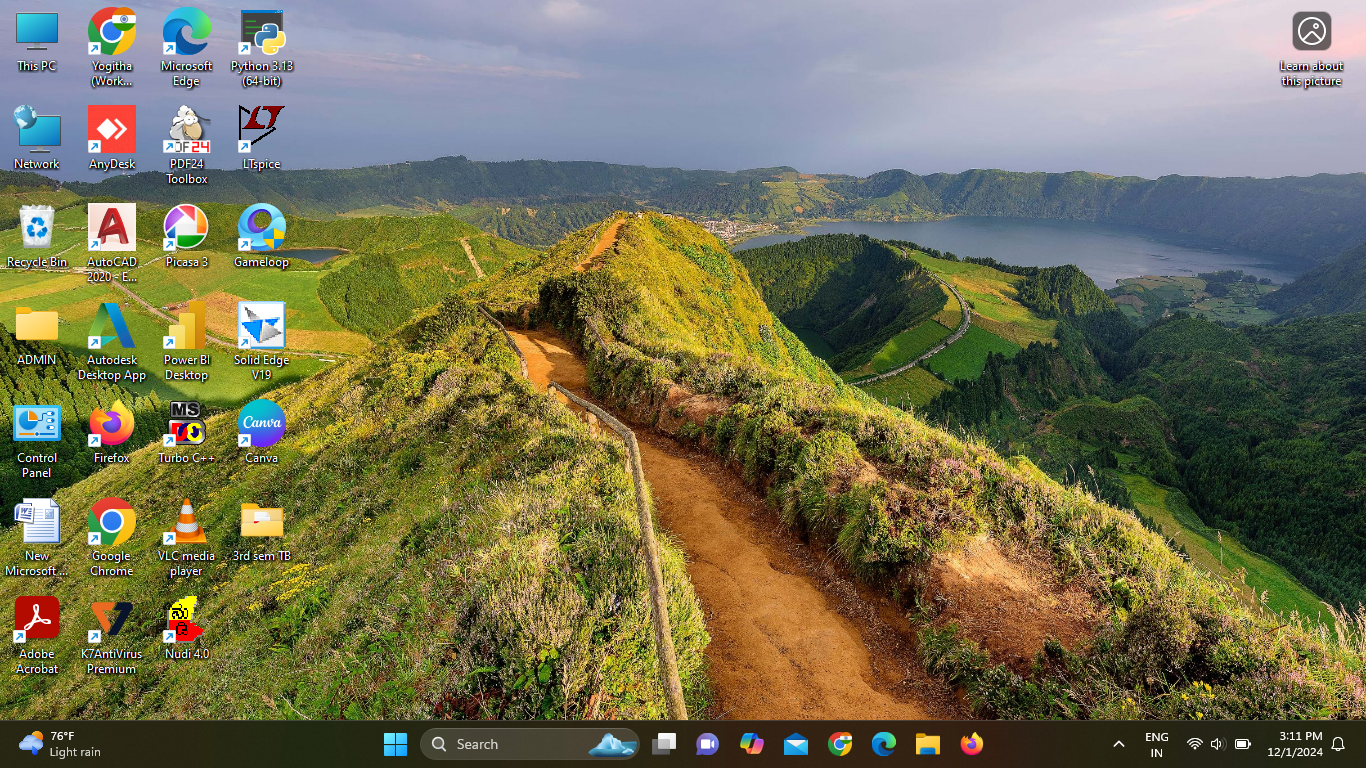 This PC
Yogitha
(Work...
Microsoft
Edge
Python 3.13
(64-bit)
Learn about
this picture
Network
AnyDesk
PDF24
Toolbox
LTspice
Recycle Bin
AutoCAD
2020 - E...
Picasa 3
Gameloop
ADMIN
Autodesk
Desktop App
Power BI
Desktop
Solid Edge
V19
Control
Panel
Firefox
MS
Turbo C++
Canva
Canva
New
Microsoft ...
Google
Chrome
VLC media
player
3rd sem TB
Adobe
Acrobat
K7AntiVirus
Premium
Nudi 4.0
76°F
Light rain
Search
ENG
IN
3:11 PM
12/1/2024